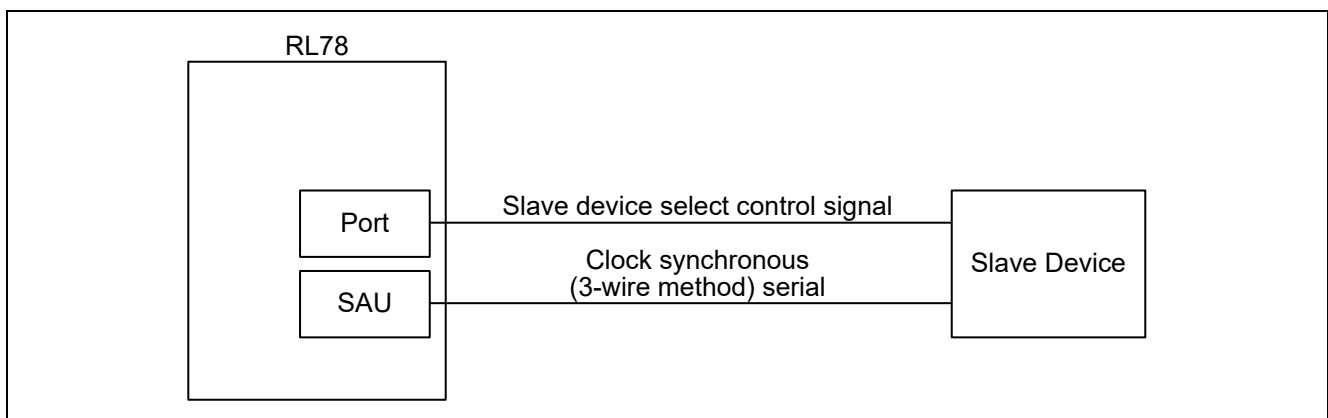 RL78
Port
Slave device select control signal
Clock synchronous
(3-wire method) serial
SAU
Slave Device